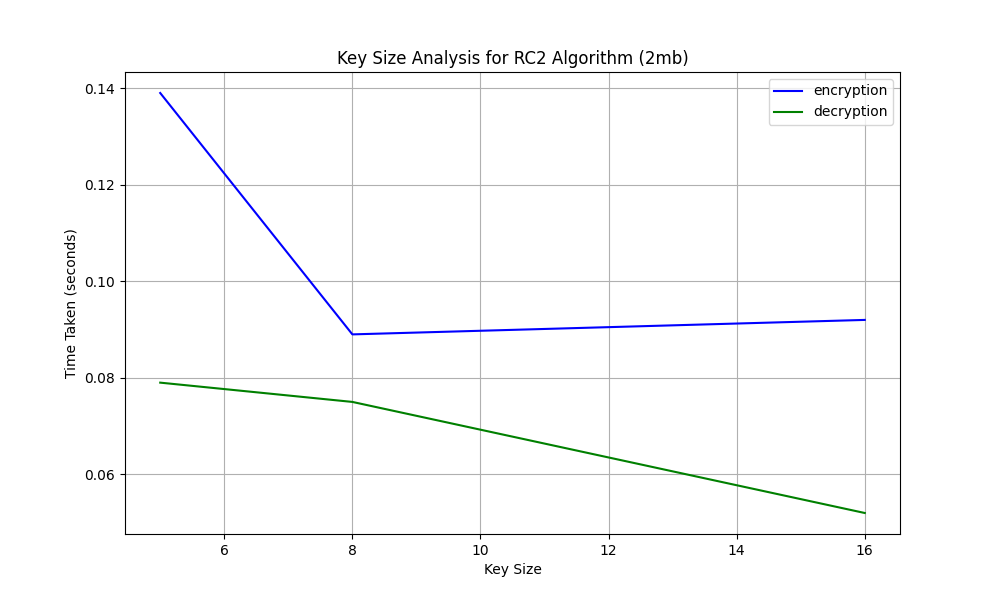 Key Size Analysis for RC2 Algorithm (2mb)
encryption
decryption
Time Taken (seconds)
0.14
0.12
0.10
0.08
0.06
6 8 10 12 14 16
Key Size